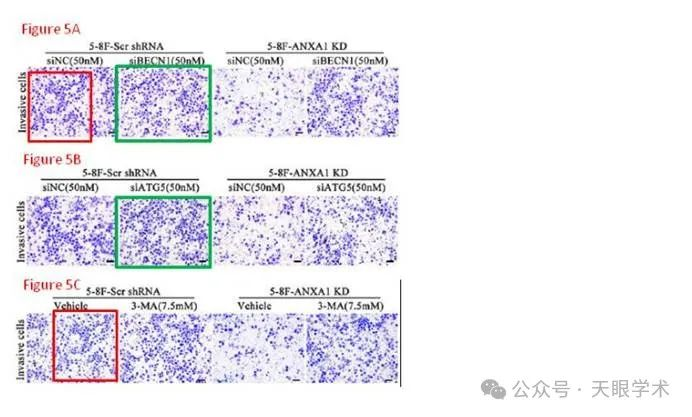 Figure 5A
5-8F-Scr shRNA 5-8F-ANXA1 KD
siNC(50nM) siBECN1(50nM) siNC(50nM) siBECN1(50nM)
Invasive cells
Figure 5B
5-8F-Scr shRNA 5-8F-ANXA1 KD
siNC(50nM) siATG5(50nM) siNC(50nM) siATG5(50nM)
Invasive cells
Figure 5C
5-8F-Scr shRNA 5-8F-ANXA1 KD
Vehicle 3-MA(7.5mM) Vehicle 3-MA(7.5mM)
Invasive cells
公众号·天眼学术